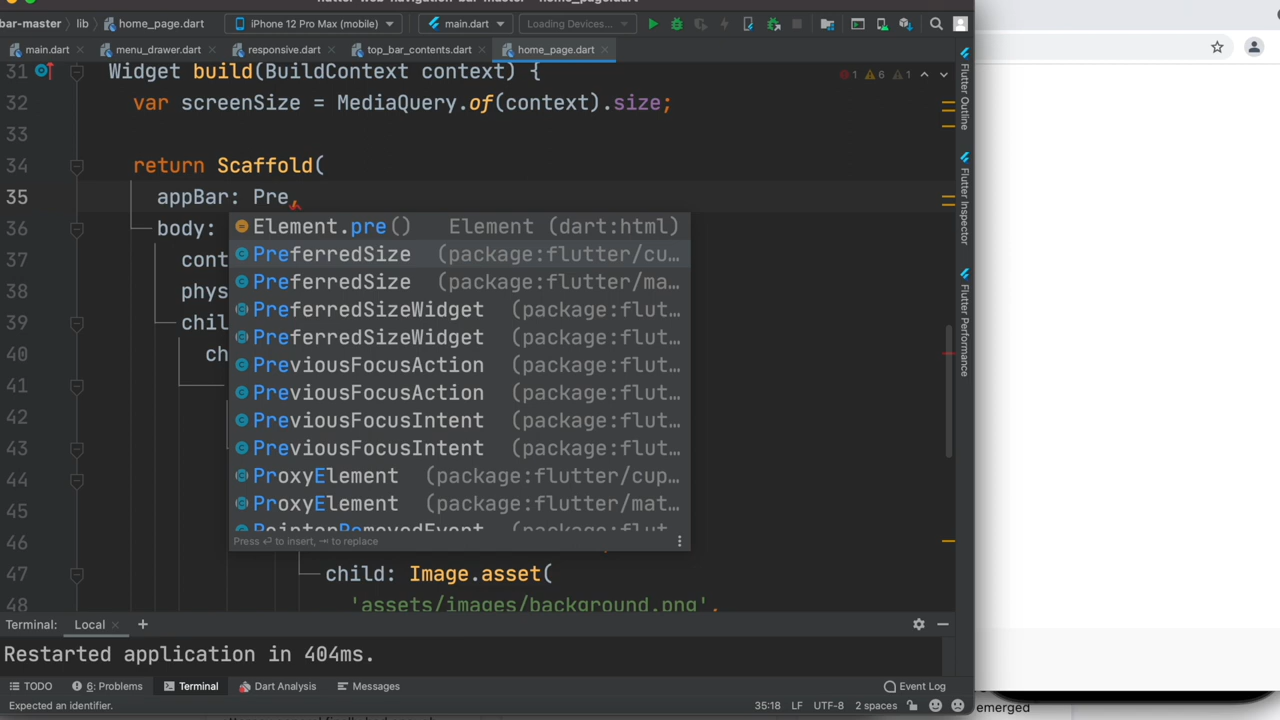 bar-master
lib
home_page.dart
iPhone 12 Pro Max (mobile)
main.dart
Loading Devices...
main.dart
menu_drawer.dart
responsive.dart
top_bar_contents.dart
home_page.dart
31 Widget build(BuildContext context) {
1 6 1
32 var screenSize = MediaQuery.of(context).size;
33
34 return Scaffold(
35 appBar: Pre,
36 body:
Element.pre() Element (dart:html)
PreferredSize (package:flutter/cu...
37 cont
PreferredSize (package:flutter/ma...
38 phys
PreferredSizeWidget (package:flut...
39 chil
PreferredSizeWidget (package:flut...
40 ch
PreviousFocusAction (package:flut...
41
PreviousFocusAction (package:flut...
42
PreviousFocusIntent (package:flut...
43
PreviousFocusIntent (package:flut...
44
ProxyElement (package:flutter/cup...
45
ProxyElement (package:flutter/mat...
46
PointerRemovedEvent (package:flut...
Press ⏎ to insert, ⇥ to replace
47 child: Image.asset(
48 'assets/images/background.png',
Flutter Outline
Flutter Inspector
Flutter Performance
Terminal: Local
Restarted application in 404ms.
TODO
6: Problems
Terminal
Dart Analysis
Messages
Event Log
Expected an identifier.
35:18 LF UTF-8 2 spaces
emerged